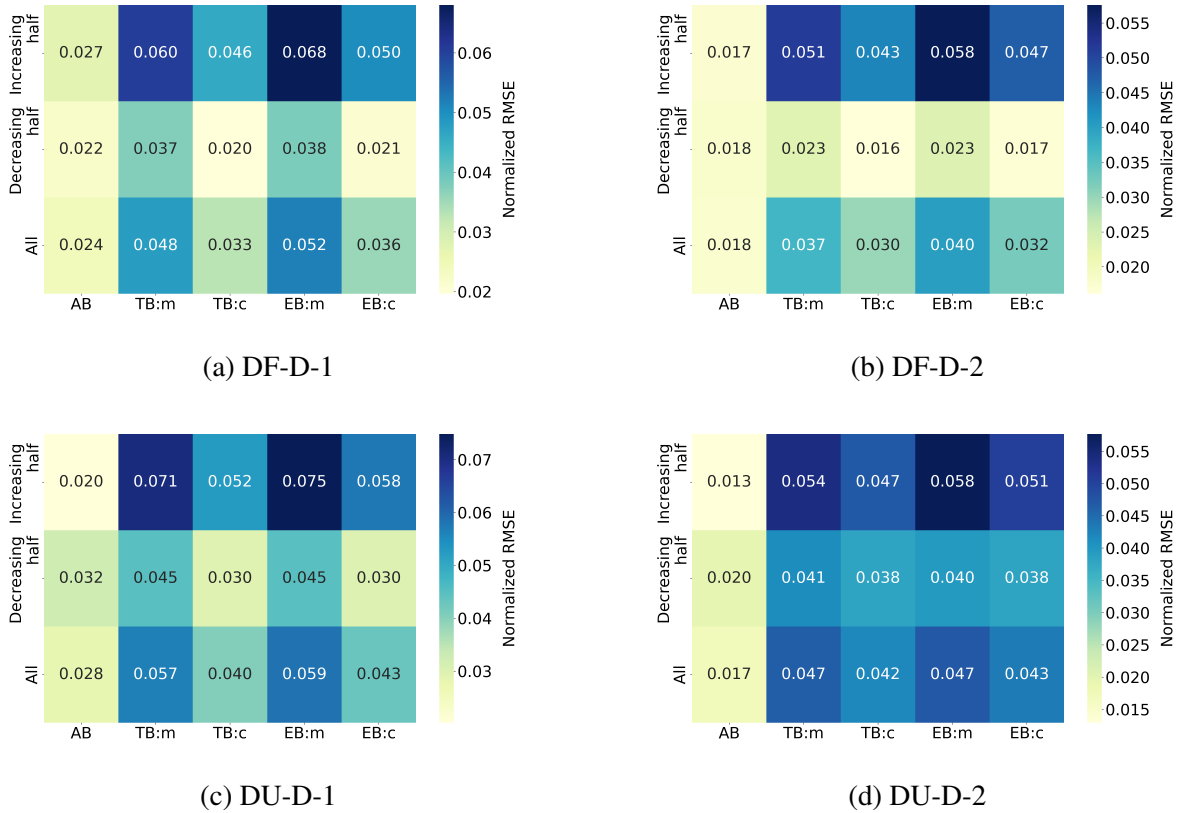 Increasing
half
0.027 0.060 0.046 0.068 0.050
Decreasing
half
0.022 0.037 0.020 0.038 0.021
All
0.024 0.048 0.033 0.052 0.036
AB TB:m TB:c EB:m EB:c
0.06
0.05
0.04
0.03
0.02
Normalized RMSE
(a) DF-D-1
Increasing
half
0.017 0.051 0.043 0.058 0.047
Decreasing
half
0.018 0.023 0.016 0.023 0.017
All
0.018 0.037 0.030 0.040 0.032
AB TB:m TB:c EB:m EB:c
0.055
0.050
0.045
0.040
0.035
0.030
0.025
0.020
Normalized RMSE
(b) DF-D-2
Increasing
half
0.020 0.071 0.052 0.075 0.058
Decreasing
half
0.032 0.045 0.030 0.045 0.030
All
0.028 0.057 0.040 0.059 0.043
AB TB:m TB:c EB:m EB:c
0.07
0.06
0.05
0.04
0.03
Normalized RMSE
(c) DU-D-1
Increasing
half
0.013 0.054 0.047 0.058 0.051
Decreasing
half
0.020 0.041 0.038 0.040 0.038
All
0.017 0.047 0.042 0.047 0.043
AB TB:m TB:c EB:m EB:c
0.055
0.050
0.045
0.040
0.035
0.030
0.025
0.020
0.015
Normalized RMSE
(d) DU-D-2